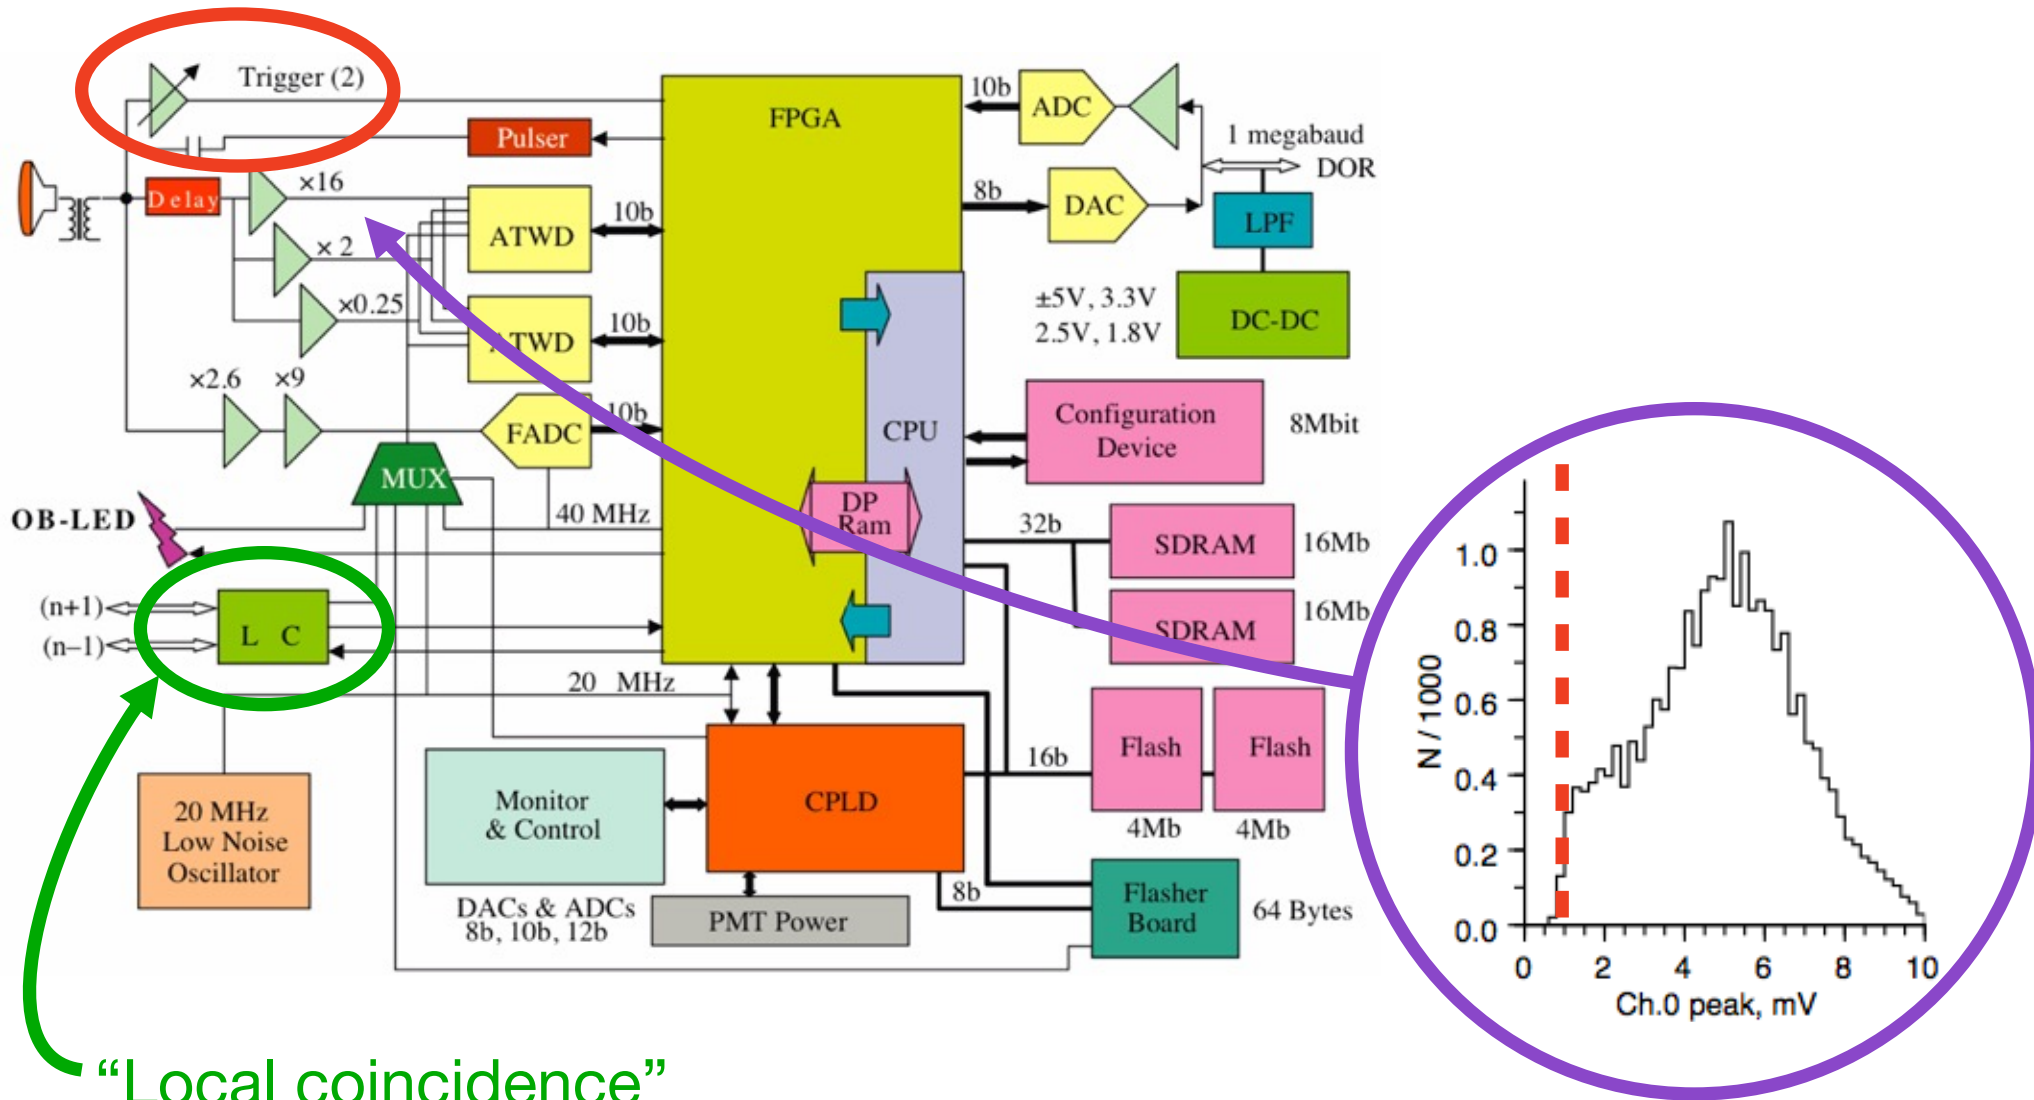 Trigger (2)
Pulser
Delay
×16
× 2
×0.25
×2.6
×9
ATWD
ATWD
FADC
10b
10b
10b
MUX
OB-LED
40 MHz
(n+1)
(n–1)
L C
20 MHz
20 MHz
Low Noise
Oscillator
Monitor
& Control
DACs & ADCs
8b, 10b, 12b
FPGA
CPU
DP
Ram
CPLD
PMT Power
10b
ADC
8b
DAC
1 megabaud
DOR
LPF
±5V, 3.3V
2.5V, 1.8V
DC-DC
Configuration
Device
8Mbit
32b
SDRAM
16Mb
SDRAM
16Mb
16b
Flash
Flash
4Mb
4Mb
8b
Flasher
Board
64 Bytes
N / 1000
1.0
0.8
0.6
0.4
0.2
0.0
0 2 4 6 8 10
Ch.0 peak, mV
“Local coincidence”